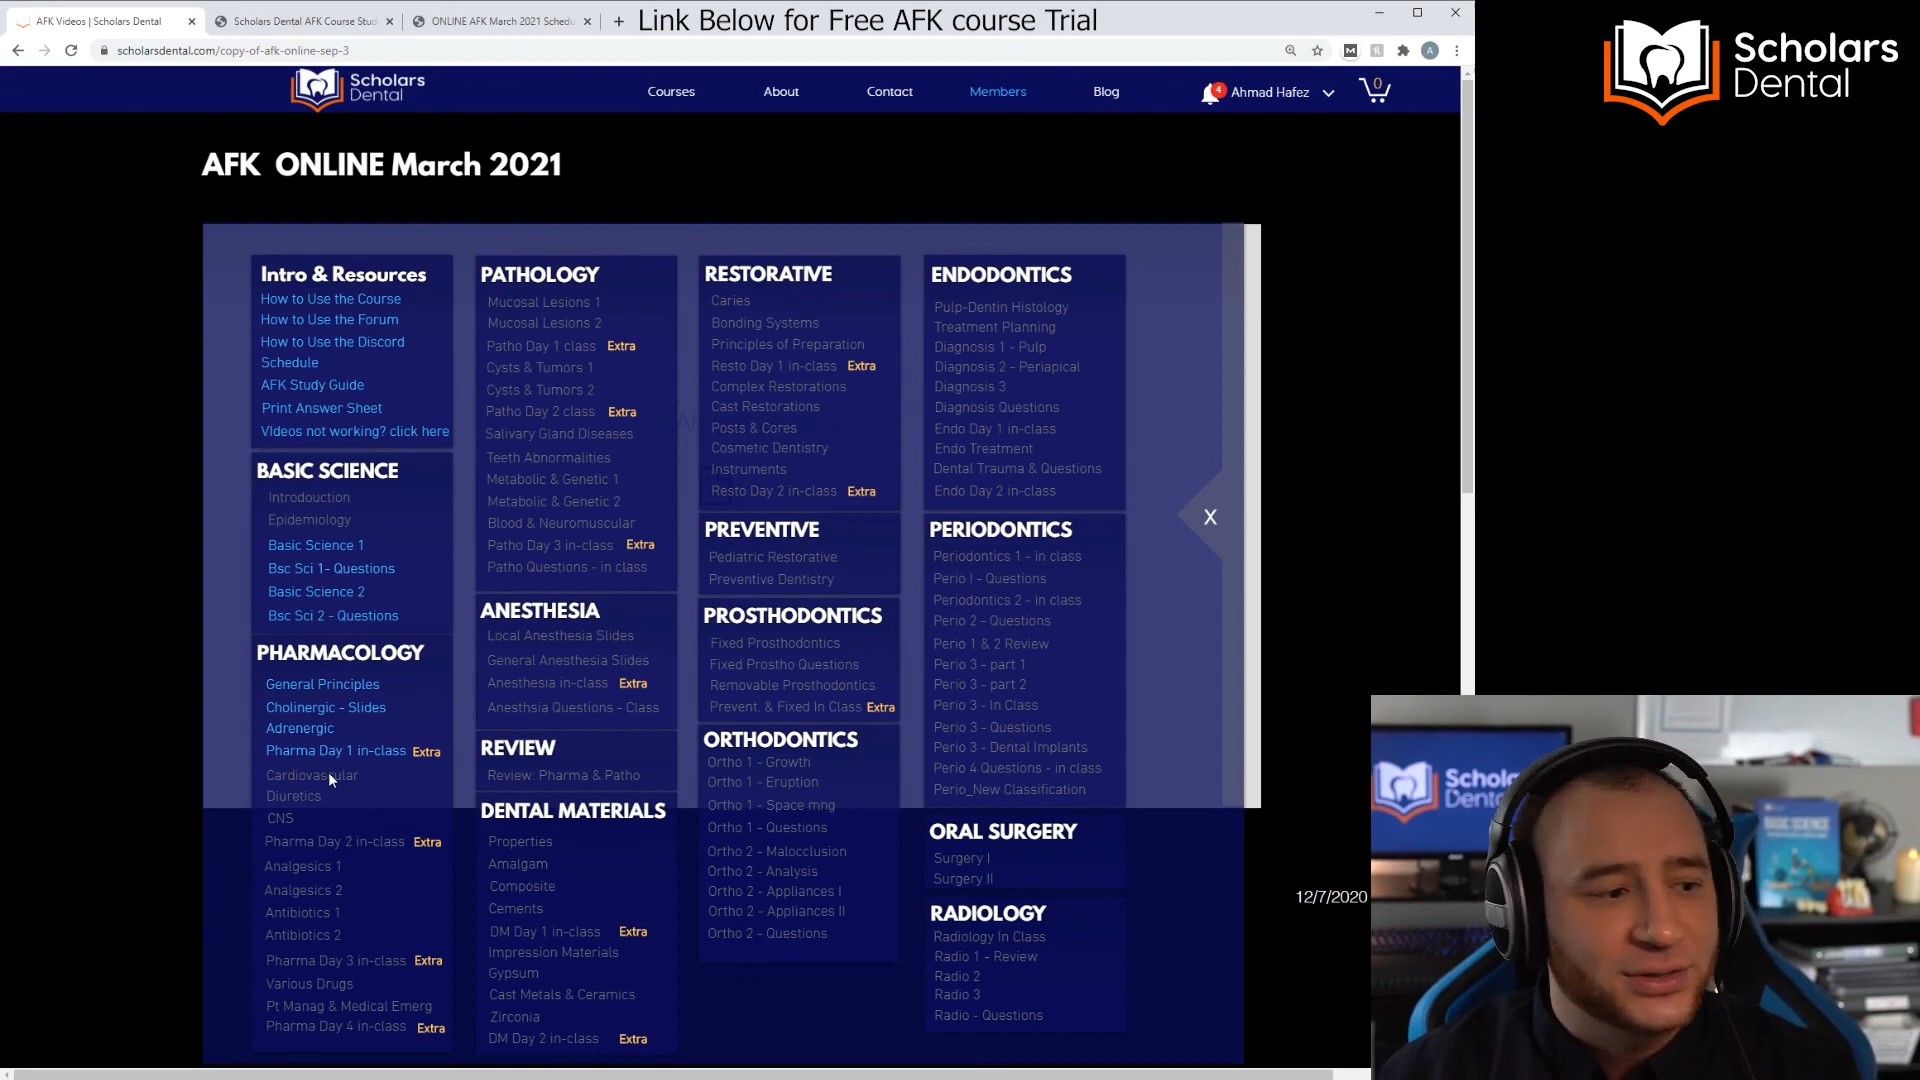 AFK Videos | Scholars Dental
Scholars Dental AFK Course Stud
ONLINE AFK March 2021 Schedu
Link Below for Free AFK course Trial
scholarsdental.com/copy-of-afk-online-sep-3
Scholars
Dental
Courses
About
Contact
Members
Blog
4
Ahmad Hafez
0
Scholars
Dental
AFK ONLINE March 2021
Intro & Resources
How to Use the Course
How to Use the Forum
How to Use the Discord
Schedule
AFK Study Guide
Print Answer Sheet
VIdeos not working? click here
BASIC SCIENCE
Introdouction
Epidemiology
Basic Science 1
Bsc Sci 1- Questions
Basic Science 2
Bsc Sci 2 - Questions
PHARMACOLOGY
General Principles
Cholinergic - Slides
Adrenergic
Pharma Day 1 in-class Extra
Cardiovascular
Diuretics
CNS
Pharma Day 2 in-class Extra
Analgesics 1
Analgesics 2
Antibiotics 1
Antibiotics 2
Pharma Day 3 in-class Extra
Various Drugs
Pt Manag & Medical Emerg
Pharma Day 4 in-class Extra
PATHOLOGY
Mucosal Lesions 1
Mucosal Lesions 2
Patho Day 1 class Extra
Cysts & Tumors 1
Cysts & Tumors 2
Patho Day 2 class Extra
Salivary Gland Diseases
Teeth Abnormalities
Metabolic & Genetic 1
Metabolic & Genetic 2
Blood & Neuromuscular
Patho Day 3 in-class Extra
Patho Questions - in class
ANESTHESIA
Local Anesthesia Slides
General Anesthesia Slides
Anesthesia in-class Extra
Anesthsia Questions - Class
REVIEW
Review: Pharma & Patho
DENTAL MATERIALS
Properties
Amalgam
Composite
Cements
DM Day 1 in-class Extra
Impression Materials
Gypsum
Cast Metals & Ceramics
Zirconia
DM Day 2 in-class Extra
RESTORATIVE
Caries
Bonding Systems
Principles of Preparation
Resto Day 1 in-class Extra
Complex Restorations
Cast Restorations
Posts & Cores
Cosmetic Dentistry
Instruments
Resto Day 2 in-class Extra
PREVENTIVE
Pediatric Restorative
Preventive Dentistry
PROSTHODONTICS
Fixed Prosthodontics
Fixed Prostho Questions
Removable Prosthodontics
Prevent. & Fixed In Class Extra
ORTHODONTICS
Ortho 1 - Growth
Ortho 1 - Eruption
Ortho 1 - Space mng
Ortho 1 - Questions
Ortho 2 - Malocclusion
Ortho 2 - Analysis
Ortho 2 - Appliances I
Ortho 2 - Appliances II
Ortho 2 - Questions
ENDODONTICS
Pulp-Dentin Histology
Treatment Planning
Diagnosis 1 - Pulp
Diagnosis 2 - Periapical
Diagnosis 3
Diagnosis Questions
Endo Day 1 in-class
Endo Treatment
Dental Trauma & Questions
Endo Day 2 in-class
PERIODONTICS
Periodontics 1 - in class
Perio I - Questions
Periodontics 2 - in class
Perio 2 - Questions
Perio 1 & 2 Review
Perio 3 - part 1
Perio 3 - part 2
Perio 3 - In Class
Perio 3 - Questions
Perio 3 - Dental Implants
Perio 4 Questions - in class
Perio_New Classification
ORAL SURGERY
Surgery I
Surgery II
RADIOLOGY
Radiology In Class
Radio 1 - Review
Radio 2
Radio 3
Radio - Questions
X
12/7/2020
BASIC SCIENCE